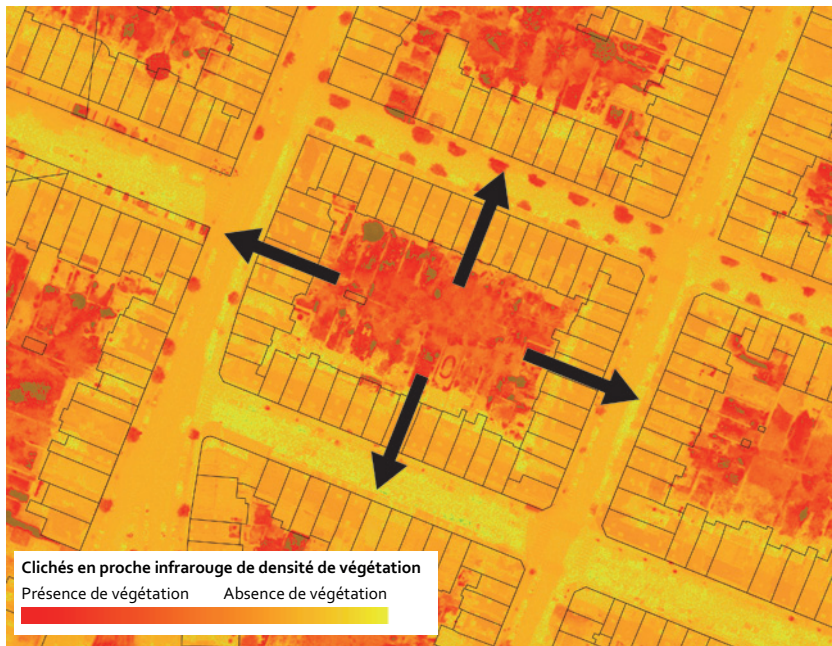 Clichés en proche infrarouge de densité de végétation
Présence de végétation Absence de végétation